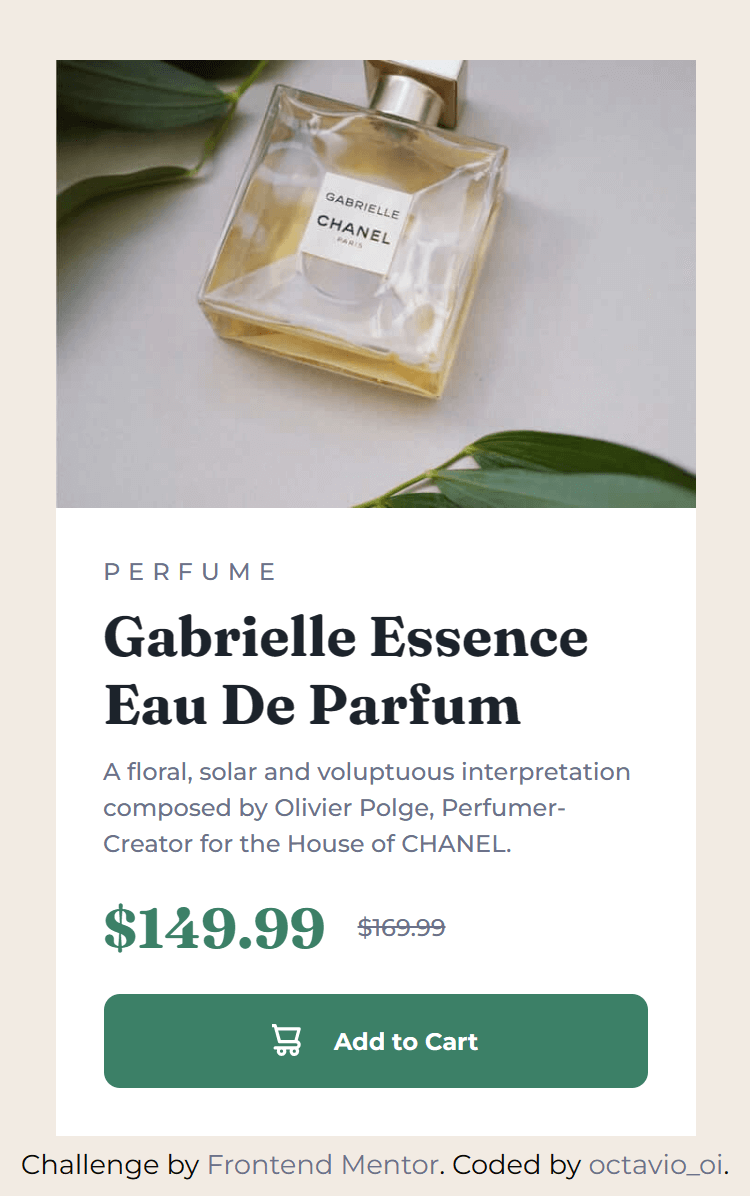 GABRIELLE
CHANEL
PARIS
PERFUME
Gabrielle Essence
Eau De Parfum
A floral, solar and voluptuous interpretation
composed by Olivier Polge, Perfumer-
Creator for the House of CHANEL.
$149.99 $169.99
Add to Cart
Challenge by Frontend Mentor. Coded by octavio_oi.